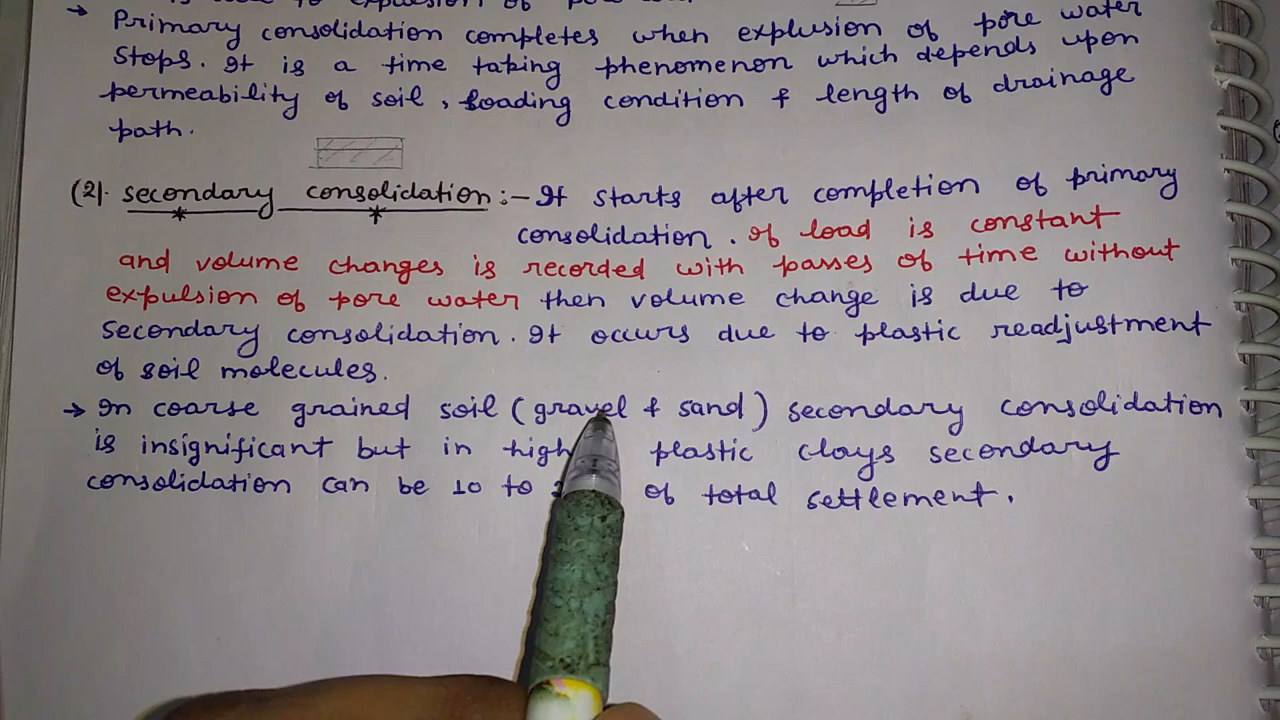 → Primary consolidation completes when explusion of pore water
stops. It is a time taking phenomenon which depends upon
permeability of soil, loading condition & length of drainage
path.
(2). secondary consolidation :- It starts after completion of primary
consolidation. If load is constant
and volume changes is recorded with passes of time without
expulsion of pore water then volume change is due to
secondary consolidation. It occurs due to plastic readjustment
of soil molecules.
→ In coarse grained soil (gravel & sand) secondary consolidation
is insignificant but in high plastic clays secondary
consolidation can be 10 to of total settlement.